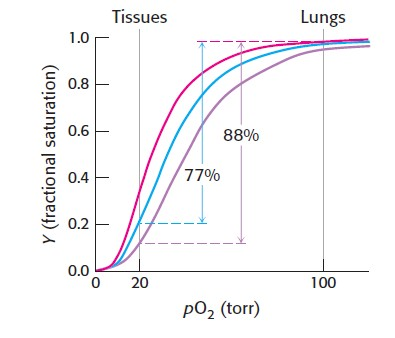 Tissues
Lungs
Y (fractional saturation)
1.0
0.8
0.6
0.4
0.2
0.0
88%
77%
0
20
100
pO₂ (torr)